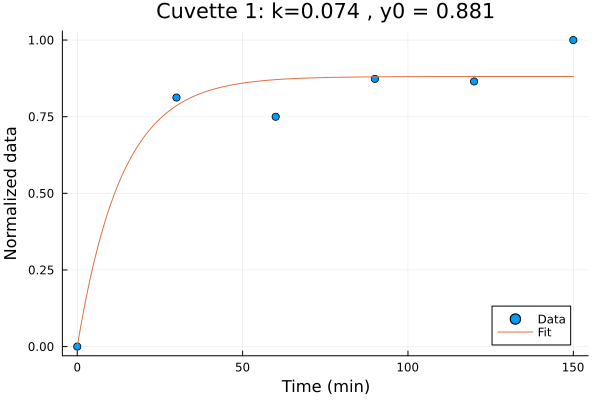 Cuvette 1: k=0.074 , y0 = 0.881
Normalized data
1.00
0.75
0.50
0.25
0.00
0
50
100
150
Time (min)
Data
Fit